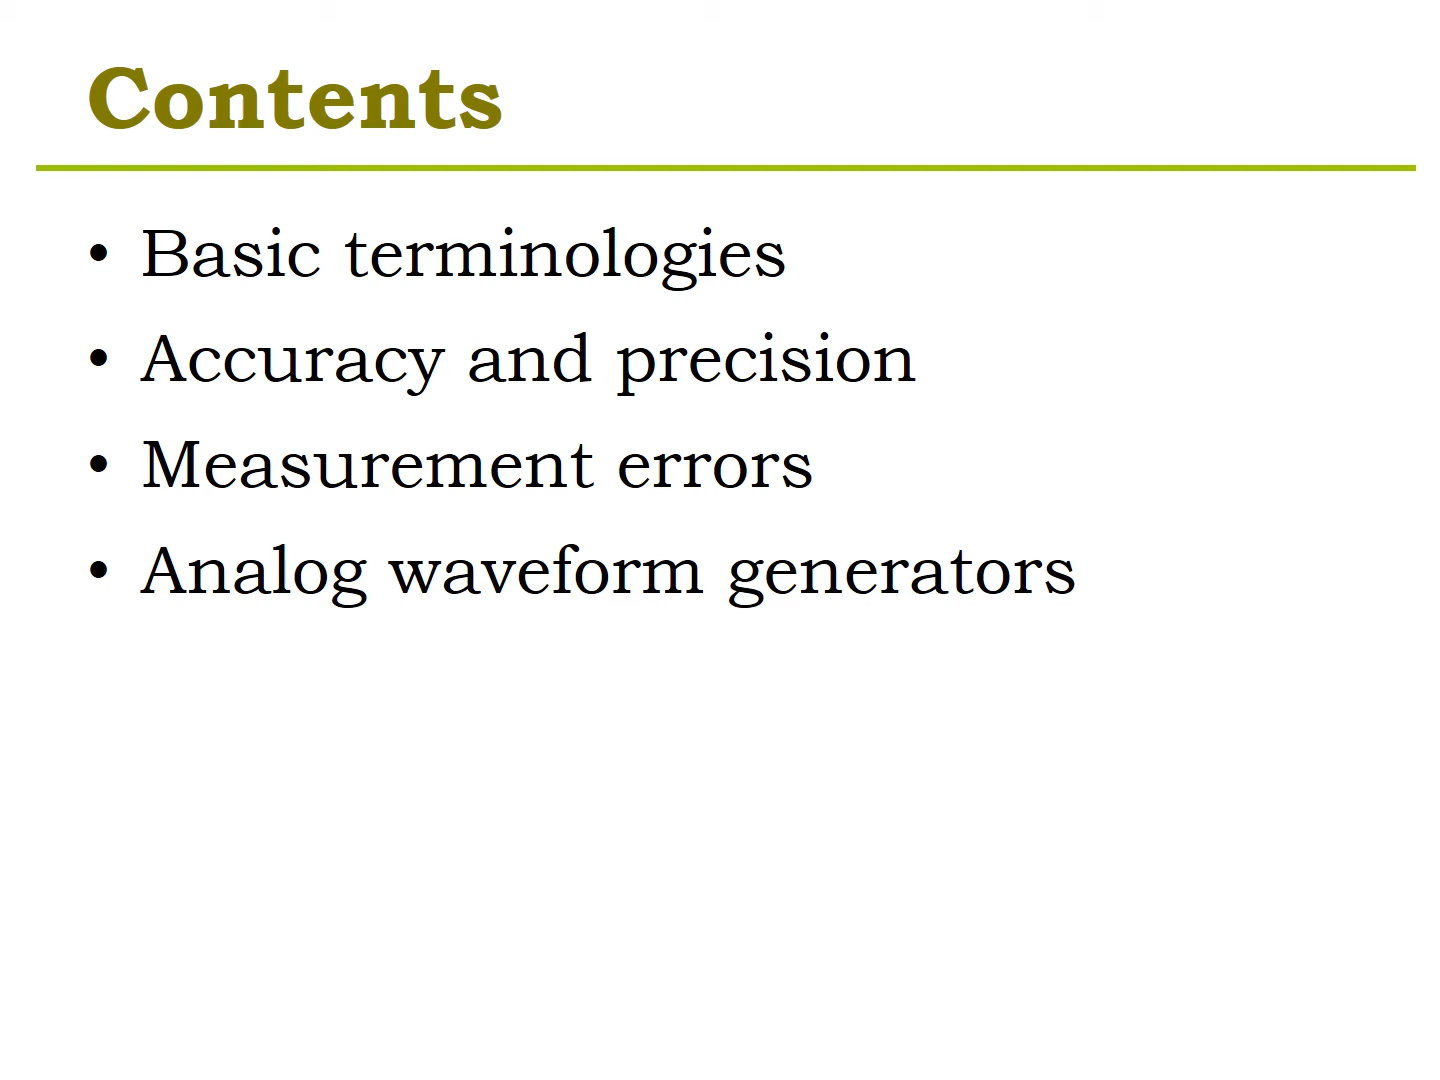 Contents
• Basic terminologies
• Accuracy and precision
• Measurement errors
• Analog waveform generators